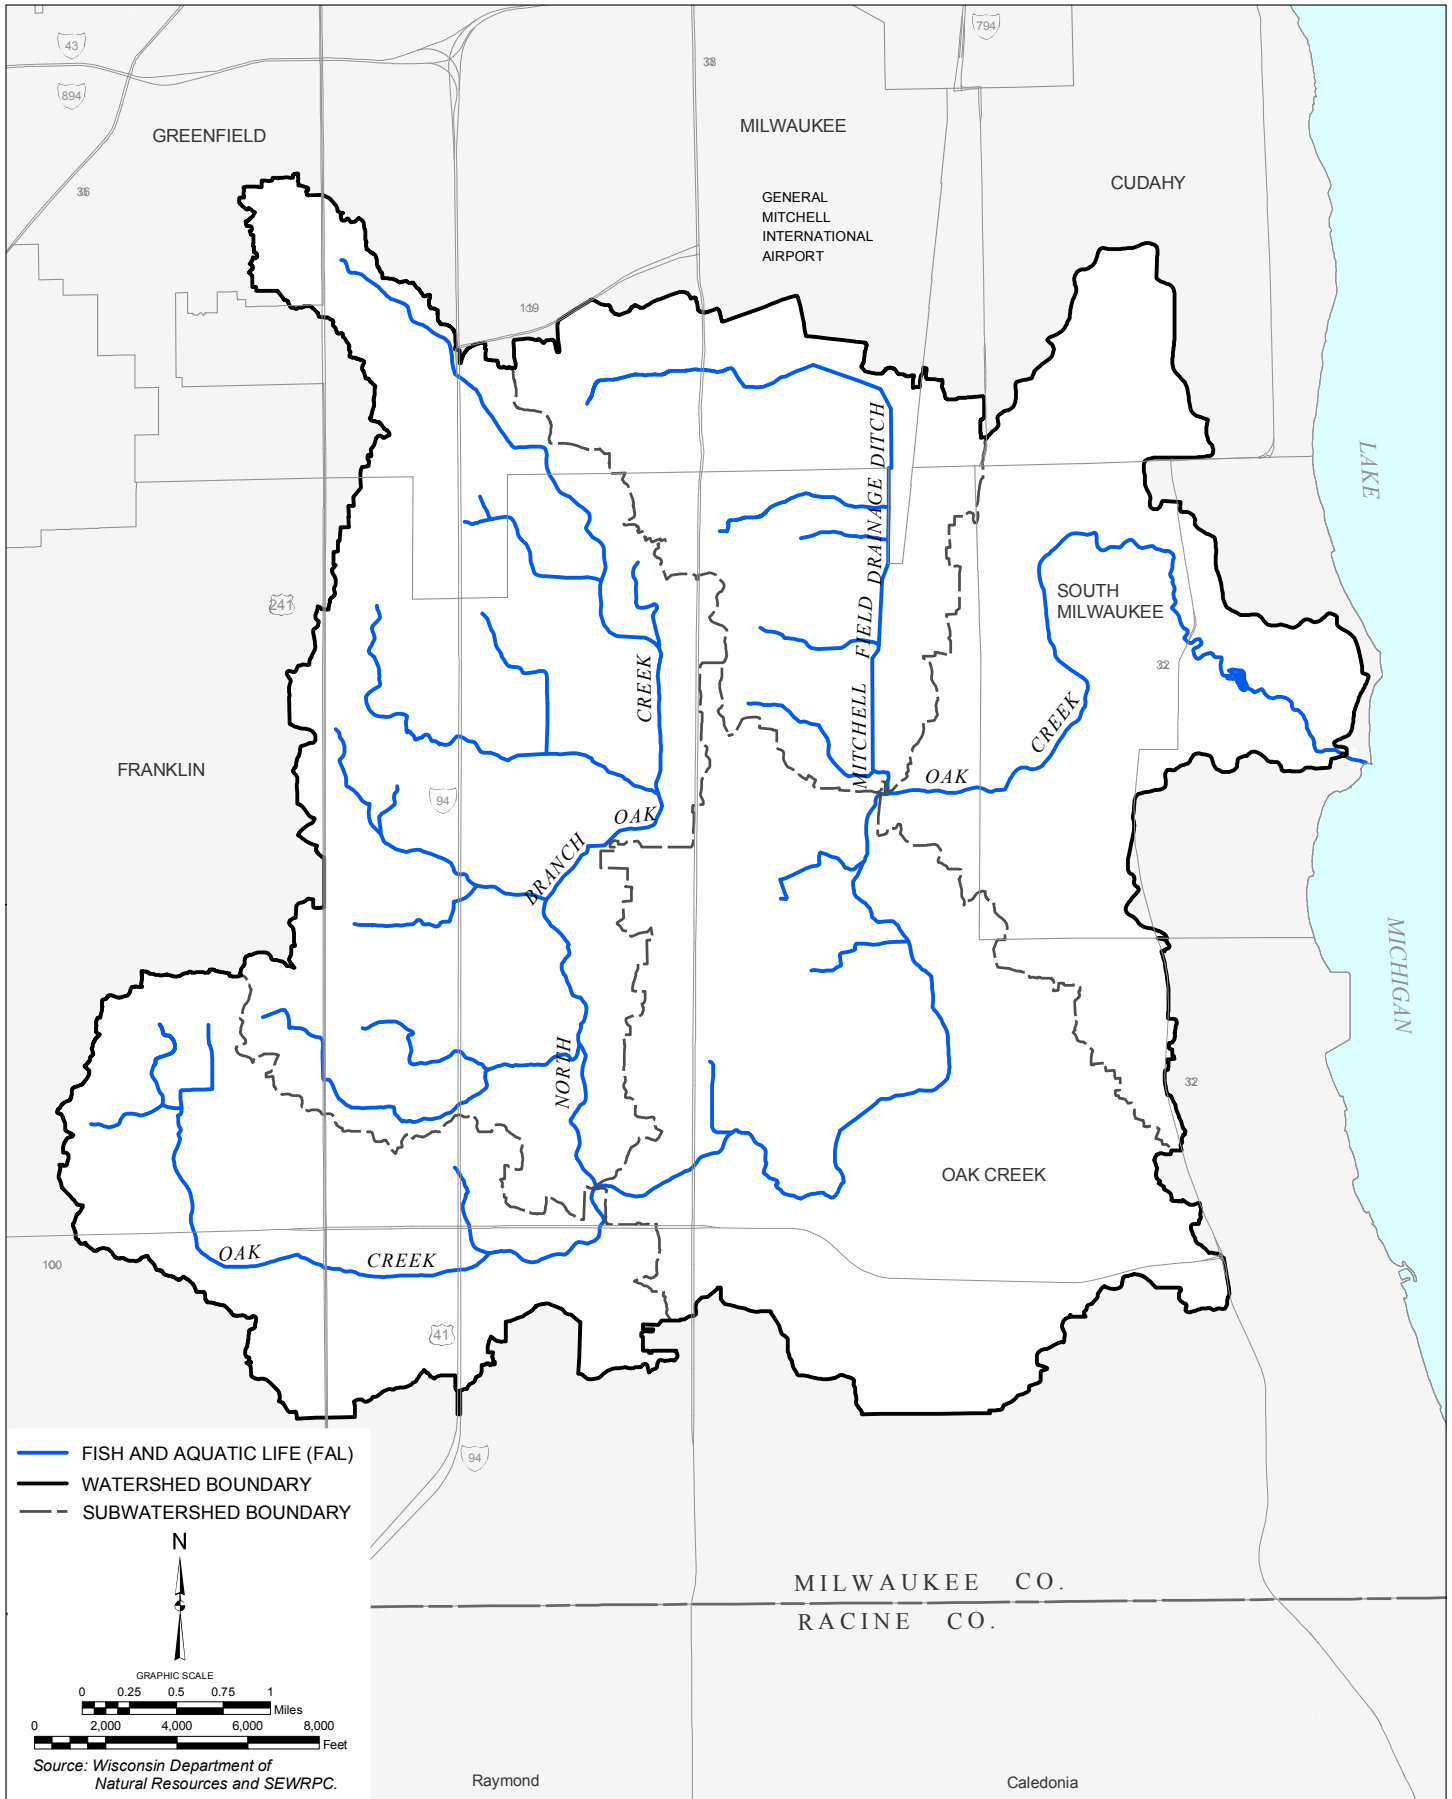 43
894
GREENFIELD
36
38
794
MILWAUKEE
CUDAHY
GENERAL
MITCHELL
INTERNATIONAL
AIRPORT
119
LAKE
MICHIGAN
241
MITCHELL FIELD DRAINAGE DITCH
SOUTH
MILWAUKEE
32
CREEK
CREEK
OAK
FRANKLIN
94
OAK
BRANCH
NORTH
32
OAK CREEK
OAK
CREEK
100
41
94
FISH AND AQUATIC LIFE (FAL)
WATERSHED BOUNDARY
SUBWATERSHED BOUNDARY
N
GRAPHIC SCALE
0 0.25 0.5 0.75 1
Miles
0 2,000 4,000 6,000 8,000
Feet
Source: Wisconsin Department of
Natural Resources and SEWRPC.
MILWAUKEE CO.
RACINE CO.
Raymond
Caledonia